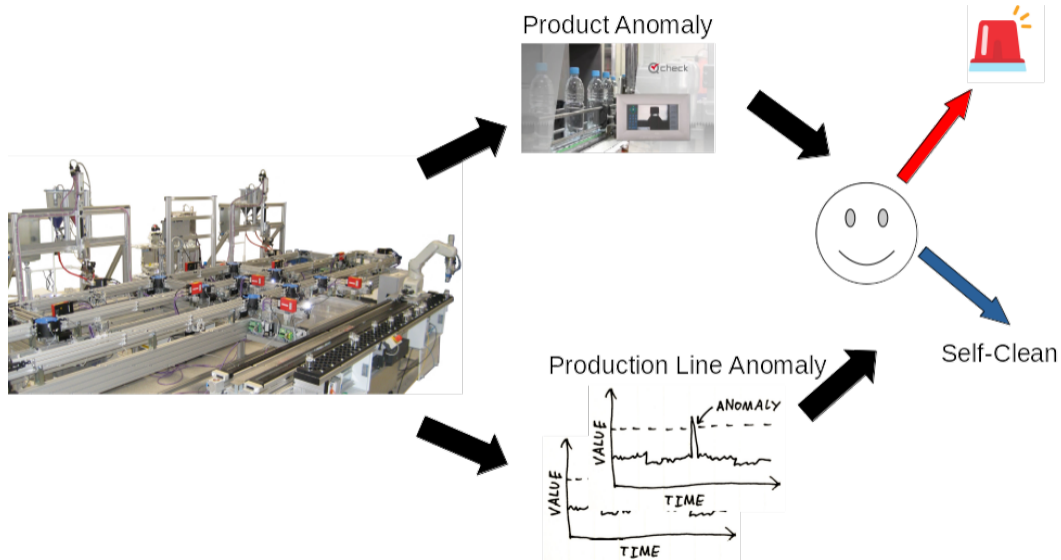 Product Anomaly
check
Self-Clean
Production Line Anomaly
ANOMALY
VALUE
TIME
VALUE
TIME